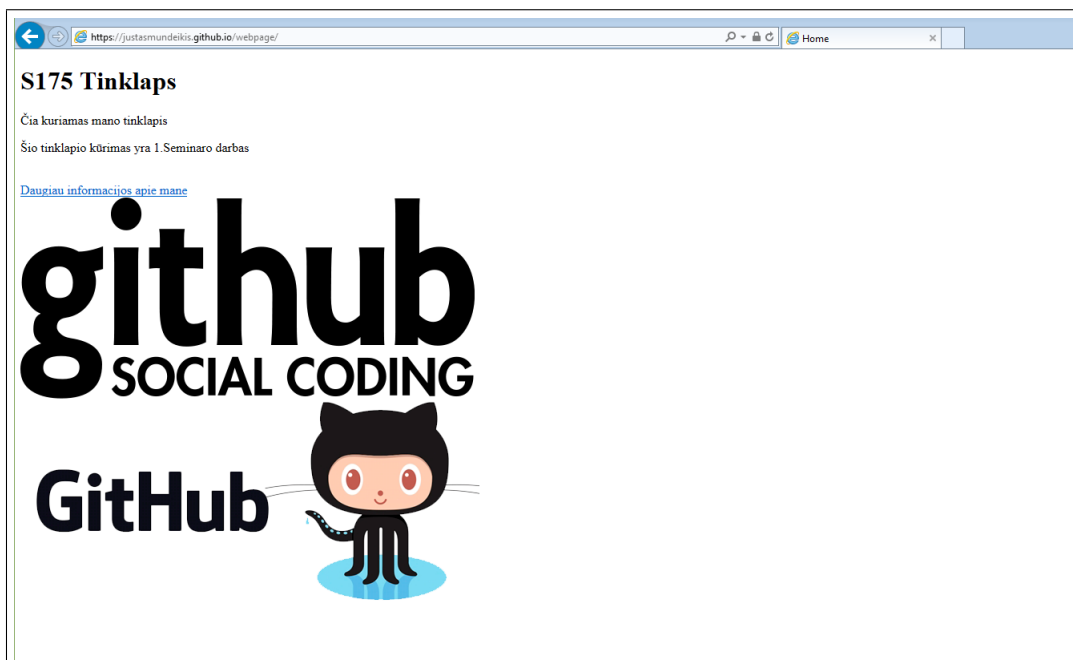 https://justasmundeikis.github.io/webpage/
Home
S175 Tinklaps
Čia kuriamas mano tinklapis
Šio tinklapio kūrimas yra 1.Seminaro darbas
Daugiau informacijos apie mane
github
SOCIAL CODING
GitHub